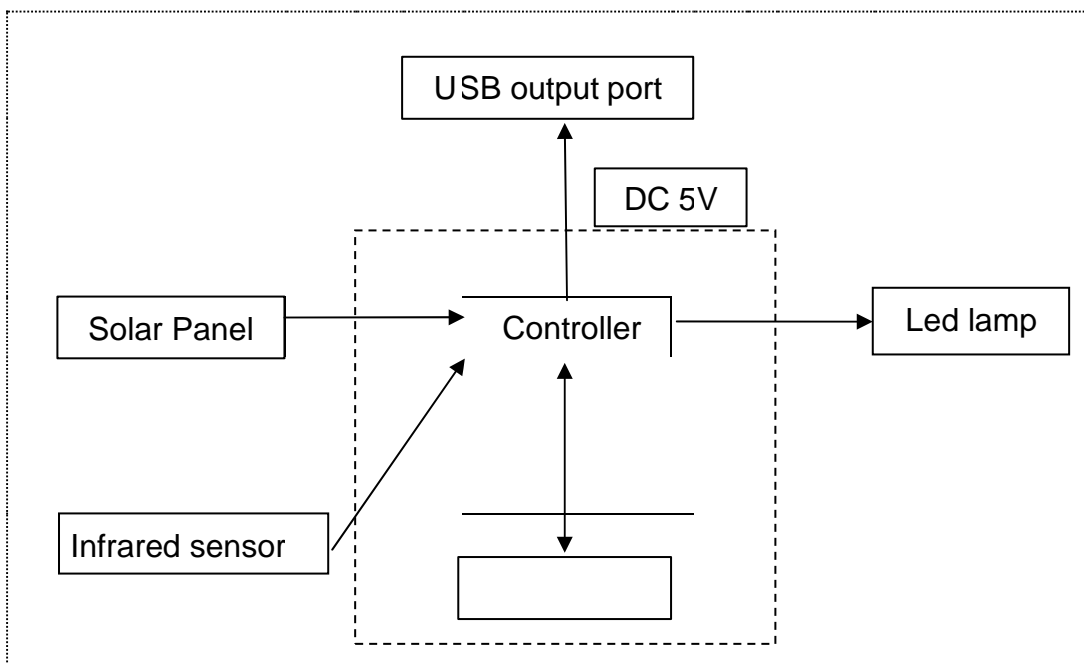 USB output port
DC 5V
Solar Panel
Controller
Led lamp
Infrared sensor